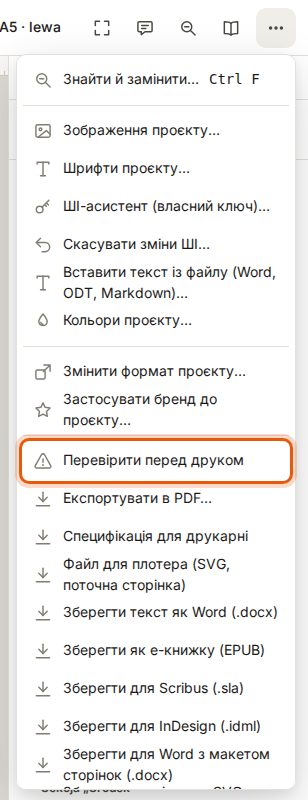 A5 · Iewa
Знайти й замінити... Ctrl F
Зображення проєкту...
Шрифти проєкту...
ШІ-асистент (власний ключ)...
Скасувати зміни ШІ...
Вставити текст із файлу (Word,
ODT, Markdown)...
Кольори проєкту...
Змінити формат проєкту...
Застосувати бренд до
проєкту...
Перевірити перед друком
Експортувати в PDF...
Специфікація для друкарні
Файл для плотера (SVG,
поточна сторінка)
Зберегти текст як Word (.docx)
Зберегти як е-книжку (EPUB)
Зберегти для Scribus (.sla)
Зберегти для InDesign (.idml)
Зберегти для Word з макетом
сторінок (.docx)